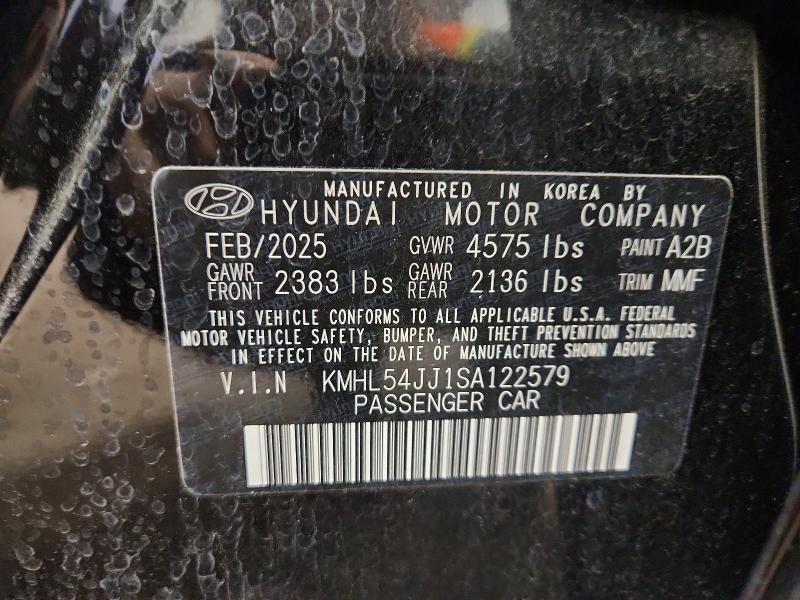 MANUFACTURED IN KOREA BY
HYUNDAI MOTOR COMPANY
FEB/2025 GVWR 4575 lbs PAINT A2B
GAWR FRONT 2383 lbs GAWR REAR 2136 lbs TRIM MMF
THIS VEHICLE CONFORMS TO ALL APPLICABLE U.S.A. FEDERAL
MOTOR VEHICLE SAFETY, BUMPER, AND THEFT PREVENTION STANDARDS
IN EFFECT ON THE DATE OF MANUFACTURE SHOWN ABOVE
V.I.N KMHL54JJ1SA122579
PASSENGER CAR